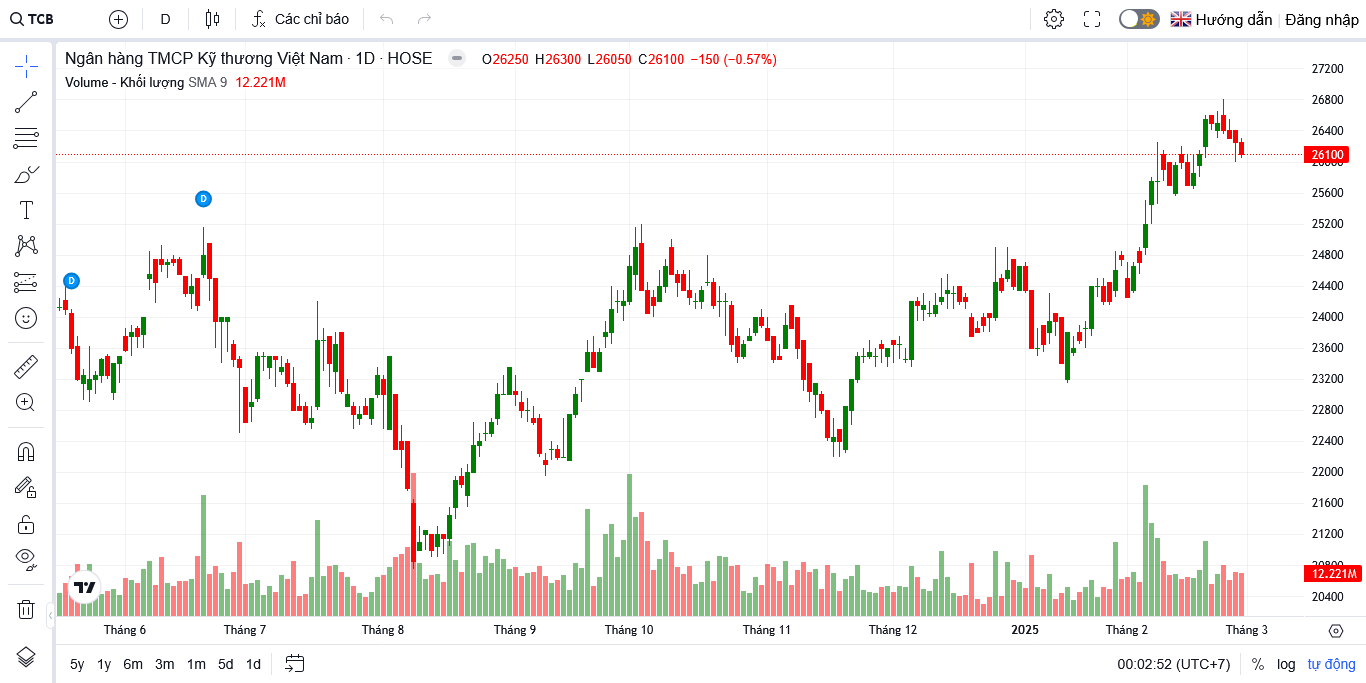 TCB D Các chỉ báo Hướng dẫn Đăng nhập
Ngân hàng TMCP Kỹ thương Việt Nam · 1D · HOSE O26250 H26300 L26050 C26100 −150 (−0.57%)
Volume - Khối lượng SMA 9 12.221M
D
D
27200
26800
26400
26100
26000
25600
25200
24800
24400
24000
23600
23200
22800
22400
22000
21600
21200
20800
12.221M
20400
Tháng 6 Tháng 7 Tháng 8 Tháng 9 Tháng 10 Tháng 11 Tháng 12 2025 Tháng 2 Tháng 3
5y 1y 6m 3m 1m 5d 1d 00:02:52 (UTC+7) % log tự động